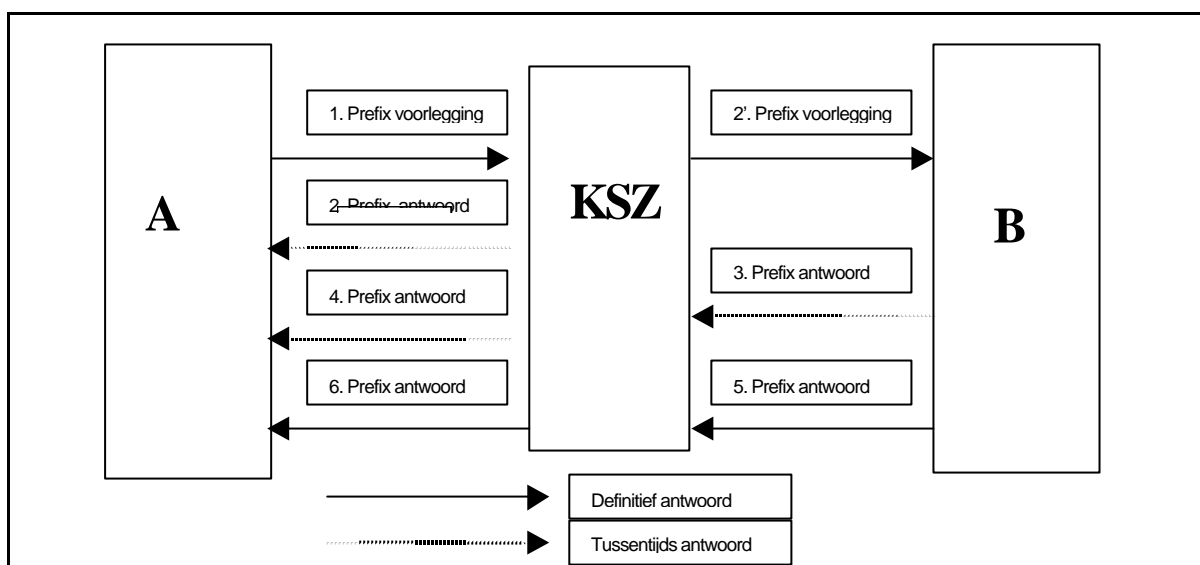 1. Prefix voorlegging
2'. Prefix voorlegging
A
KSZ
B
2. Prefix antwoord
3. Prefix antwoord
4. Prefix antwoord
6. Prefix antwoord
5. Prefix antwoord
Definitief antwoord
Tussentijds antwoord